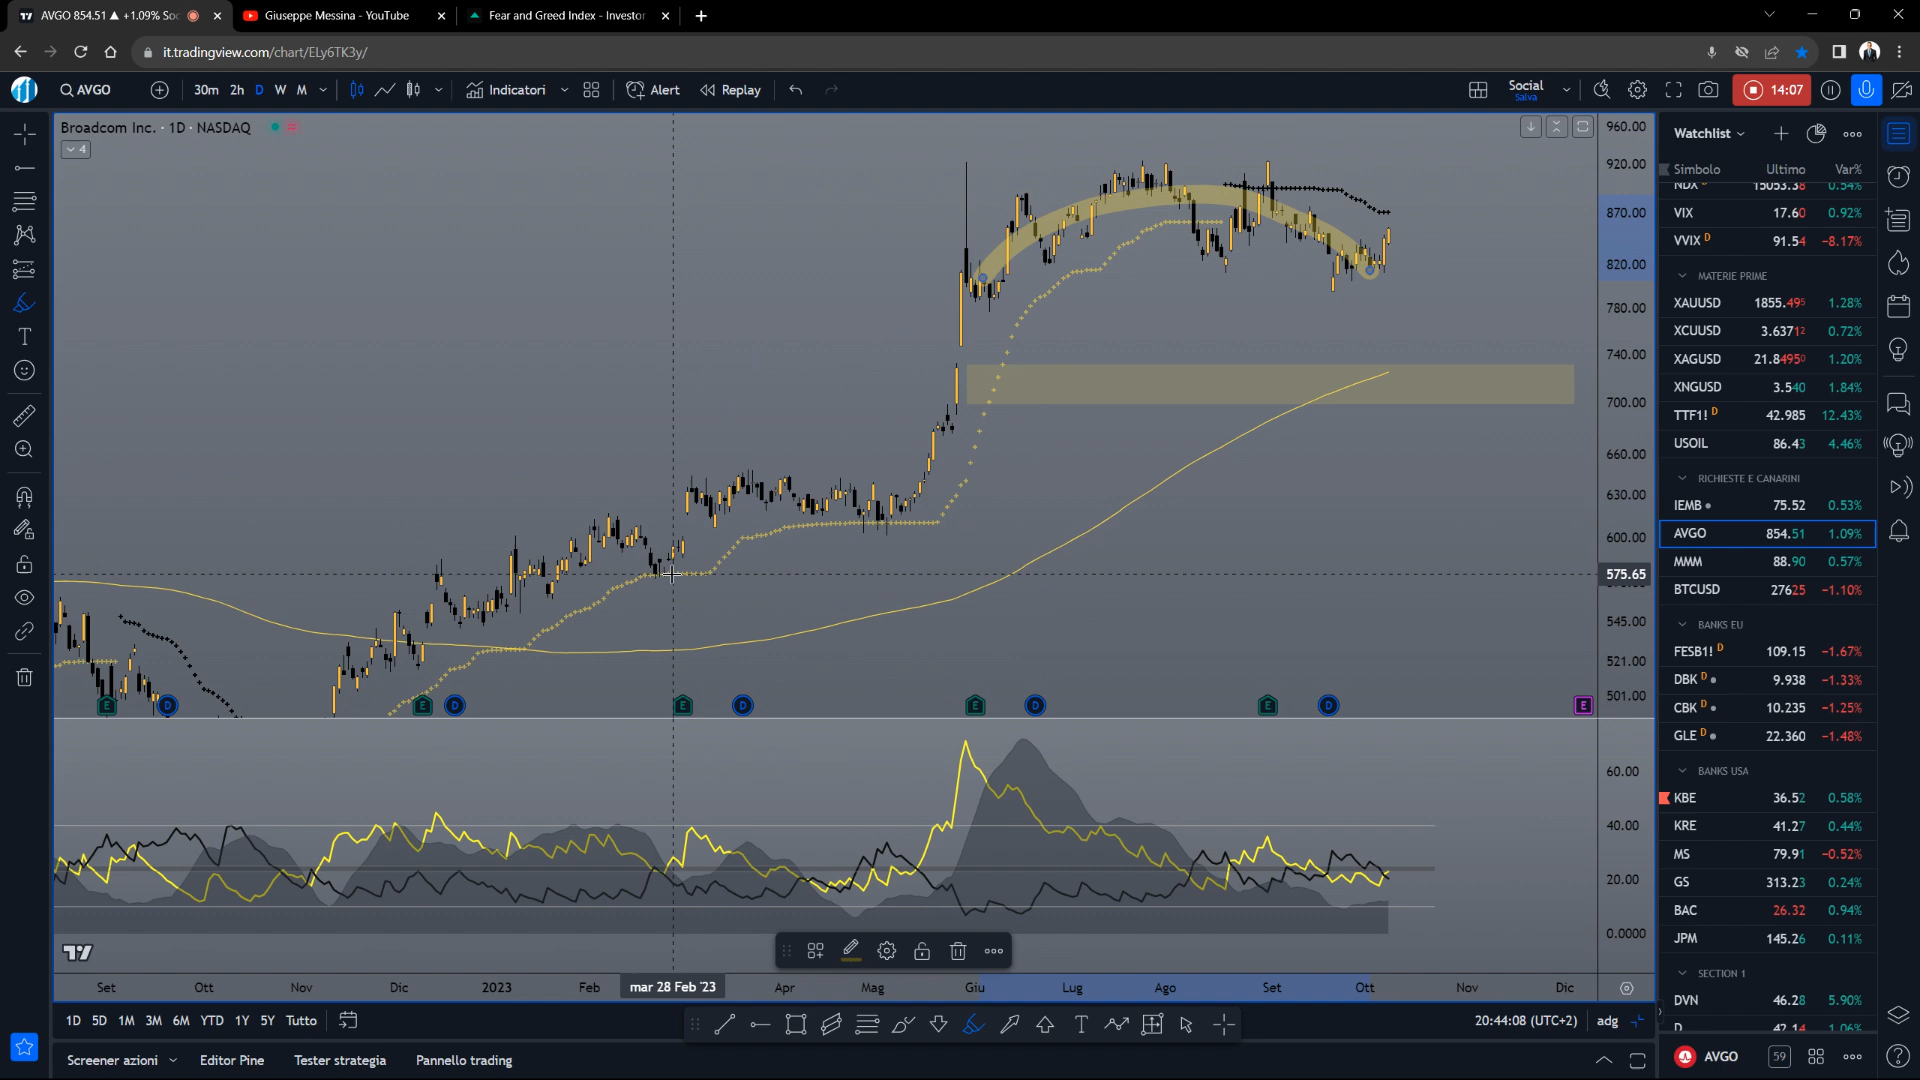 AVGO 854.51 ▲ +1.09% Soc
Giuseppe Messina - YouTube
Fear and Greed Index - Investor
it.tradingview.com/chart/ELy6TK3y/
AVGO
30m 2h D W M
Indicatori
Alert
Replay
Social
Salva
14:07
Broadcom Inc. · 1D · NASDAQ
4
960.00
920.00
870.00
820.00
780.00
740.00
700.00
660.00
630.00
600.00
575.65
545.00
521.00
501.00
E D E D E D E D E D E
60.00
40.00
20.00
0.0000
Set Ott Nov Dic 2023 Feb mar 28 Feb '23 Apr Mag Giu Lug Ago Set Ott Nov Dic
1D 5D 1M 3M 6M YTD 1Y 5Y Tutto
20:44:08 (UTC+2) adg
Screener azioni Editor Pine Tester strategia Pannello trading
Watchlist
Simbolo Ultimo Var%
NDX 15053.38 0.54%
VIX 17.60 0.92%
VVIX D 91.54 −8.17%
MATERIE PRIME
XAUUSD 1855.495 1.28%
XCUUSD 3.63712 0.72%
XAGUSD 21.84950 1.20%
XNGUSD 3.540 1.84%
TTF1! D 42.985 12.43%
USOIL 86.43 4.46%
RICHIESTE E CANARINI
IEMB 75.52 0.53%
AVGO 854.51 1.09%
MMM 88.90 0.57%
BTCUSD 27625 −1.10%
BANKS EU
FESB1! D 109.15 −1.67%
DBK D 9.938 −1.33%
CBK D 10.235 −1.25%
GLE D 22.360 −1.48%
BANKS USA
KBE 36.52 0.58%
KRE 41.27 0.44%
MS 79.91 −0.52%
GS 313.23 0.24%
BAC 26.32 0.94%
JPM 145.26 0.11%
SECTION 1
DVN 46.28 5.90%
AVGO 59